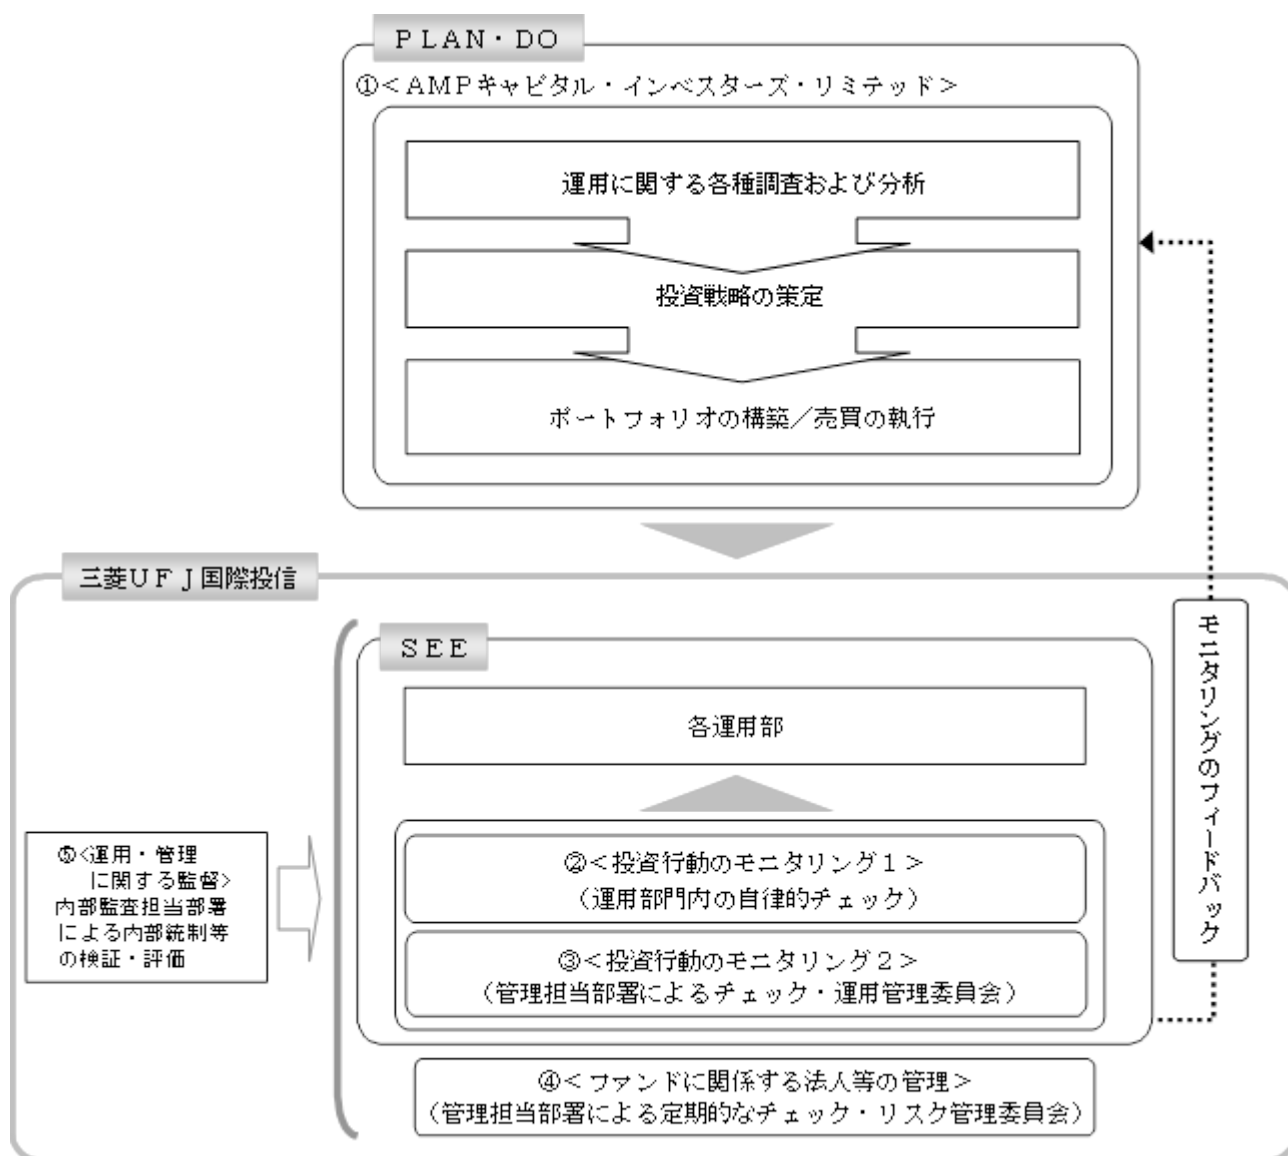 ＰＬＡＮ・ＤＯ
①＜ＡＭＰキャピタル・インベスターズ・リミテッド＞
運用に関する各種調査および分析
投資戦略の策定
ポートフォリオの構築／売買の執行
三菱ＵＦＪ国際投信
ＳＥＥ
各運用部
②＜投資行動のモニタリング１＞
（運用部門内の自律的チェック）
③＜投資行動のモニタリング２＞
（管理担当部署によるチェック・運用管理委員会）
④＜ファンドに関係する法人等の管理＞
（管理担当部署による定期的なチェック・リスク管理委員会）
⑤<運用・管理
に関する監督>
内部監査担当部署
による内部統制等
の検証・評価
モニタリングのフィードバック